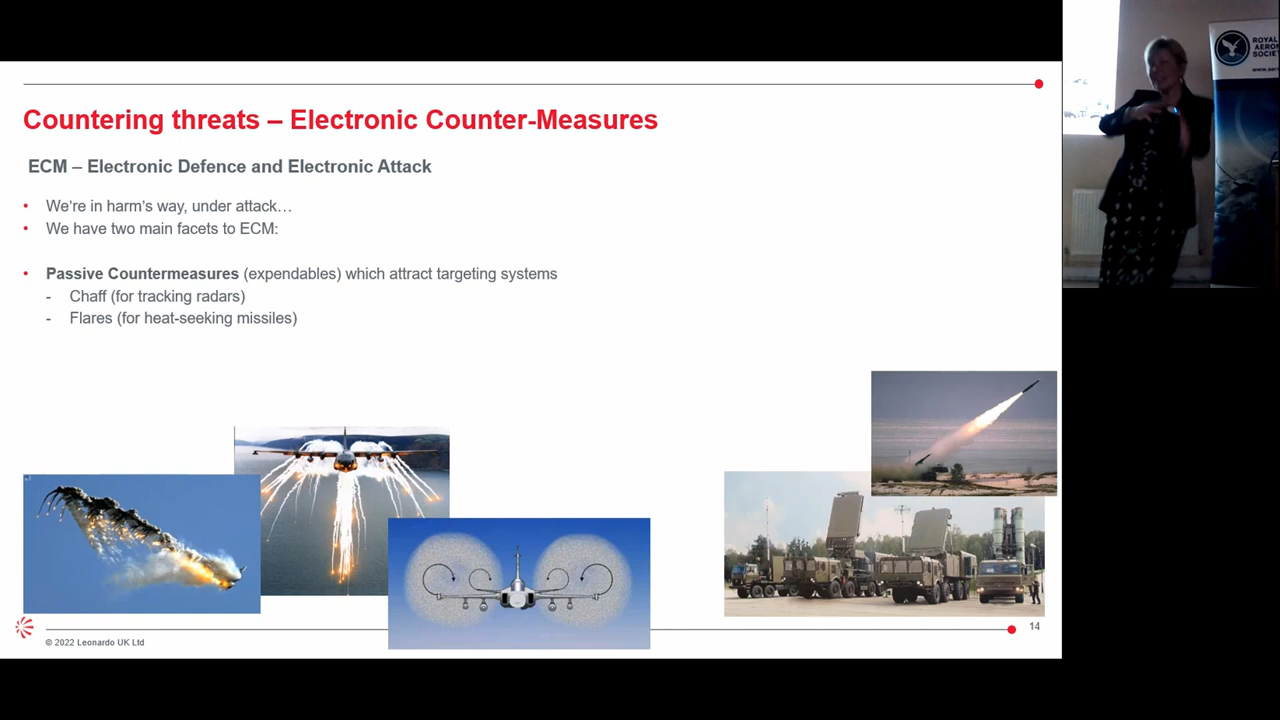 Countering threats – Electronic Counter-Measures
ECM – Electronic Defence and Electronic Attack
• We're in harm's way, under attack…
• We have two main facets to ECM:
• Passive Countermeasures (expendables) which attract targeting systems
- Chaff (for tracking radars)
- Flares (for heat-seeking missiles)
© 2022 Leonardo UK Ltd
14
ROYAL